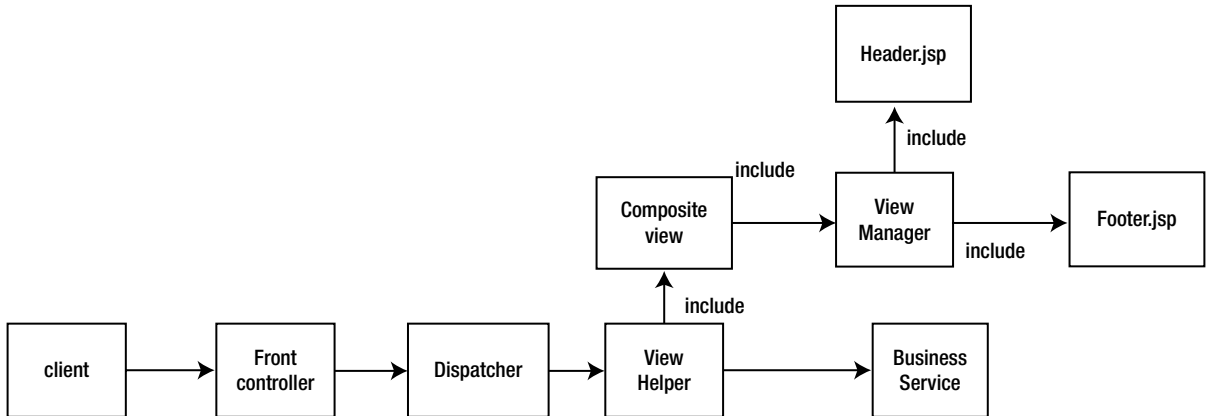 Header.jsp
include
include
Composite
view
View
Manager
Footer.jsp
include
include
client
Front
controller
Dispatcher
View
Helper
Business
Service